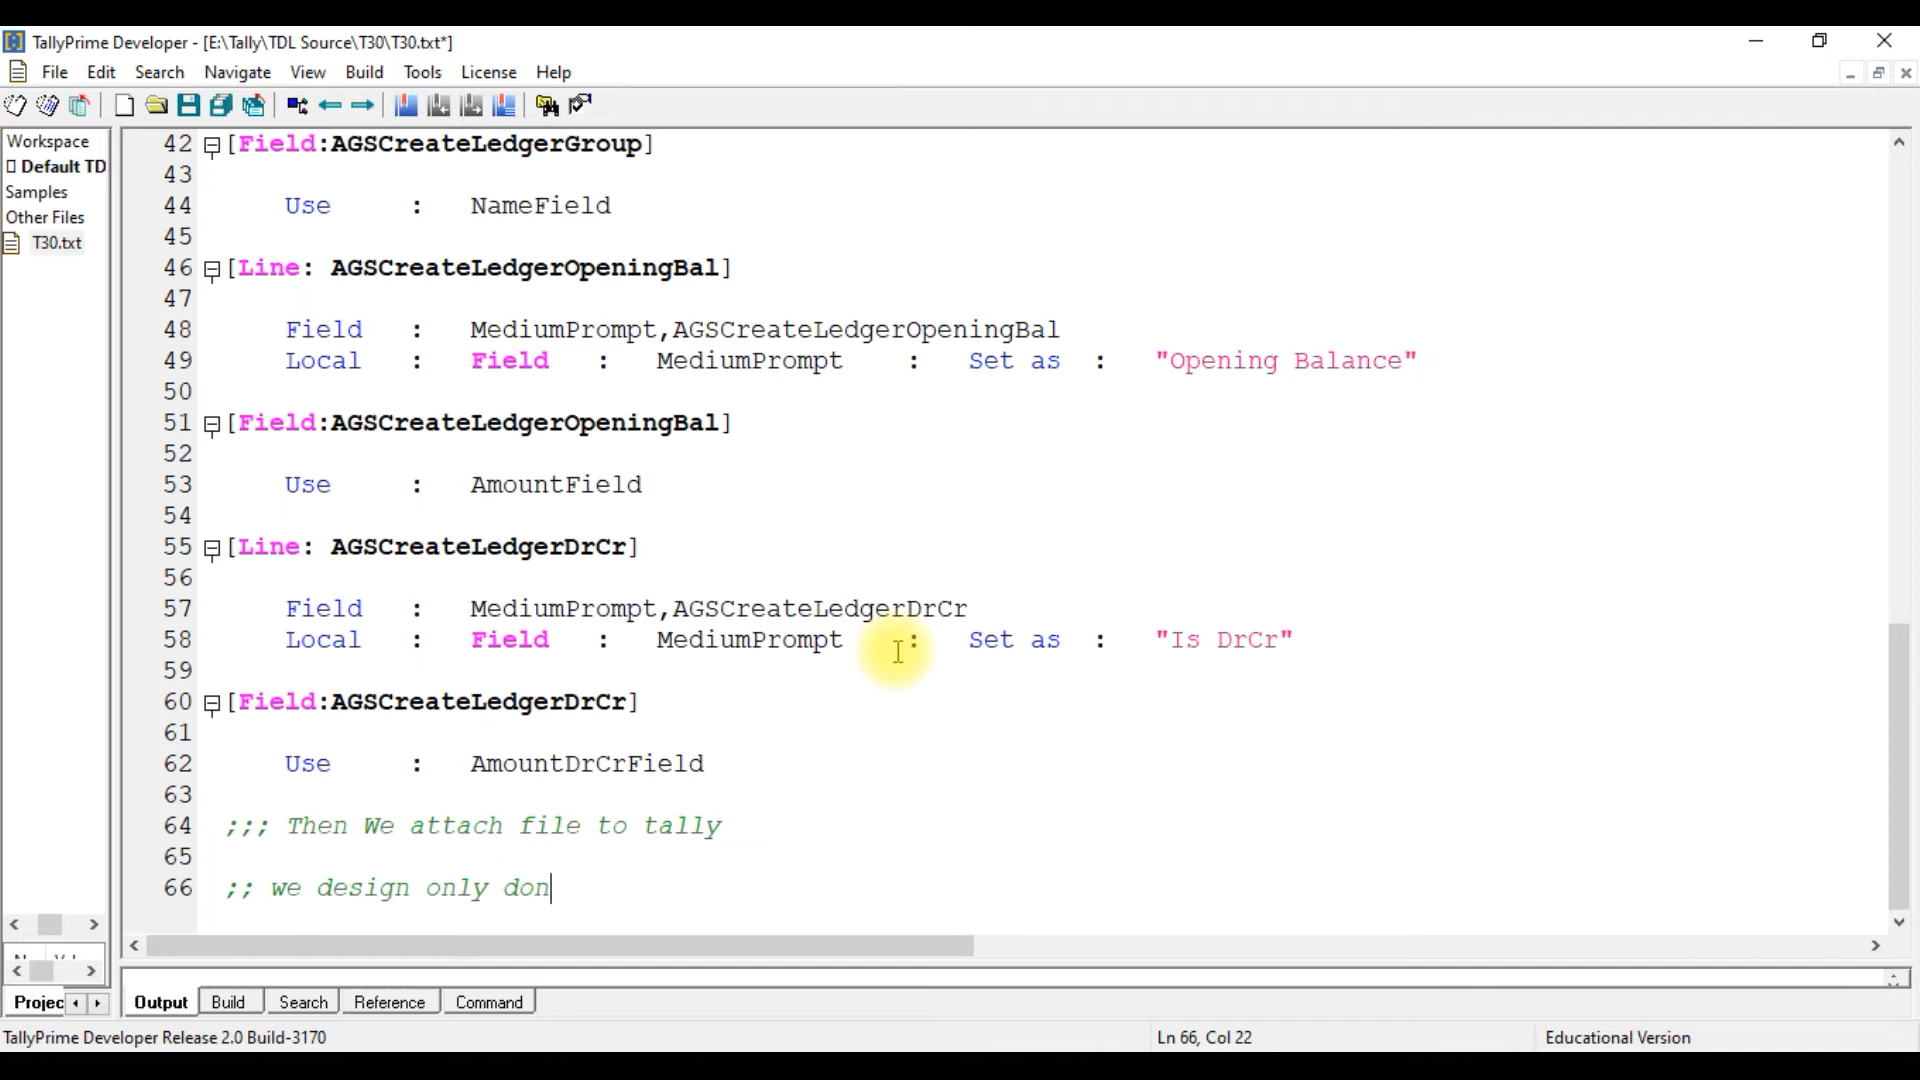 TallyPrime Developer - [E:\Tally\TDL Source\T30\T30.txt*]
File Edit Search Navigate View Build Tools License Help
Workspace
Default TD
Samples
Other Files
T30.txt
42 [Field:AGSCreateLedgerGroup]
43
44 Use : NameField
45
46 [Line: AGSCreateLedgerOpeningBal]
47
48 Field : MediumPrompt,AGSCreateLedgerOpeningBal
49 Local : Field : MediumPrompt : Set as : "Opening Balance"
50
51 [Field:AGSCreateLedgerOpeningBal]
52
53 Use : AmountField
54
55 [Line: AGSCreateLedgerDrCr]
56
57 Field : MediumPrompt,AGSCreateLedgerDrCr
58 Local : Field : MediumPrompt : Set as : "Is DrCr"
59
60 [Field:AGSCreateLedgerDrCr]
61
62 Use : AmountDrCrField
63
64 ;;; Then We attach file to tally
65
66 ;; we design only don
Projec
Output Build Search Reference Command
TallyPrime Developer Release 2.0 Build-3170
Ln 66, Col 22
Educational Version